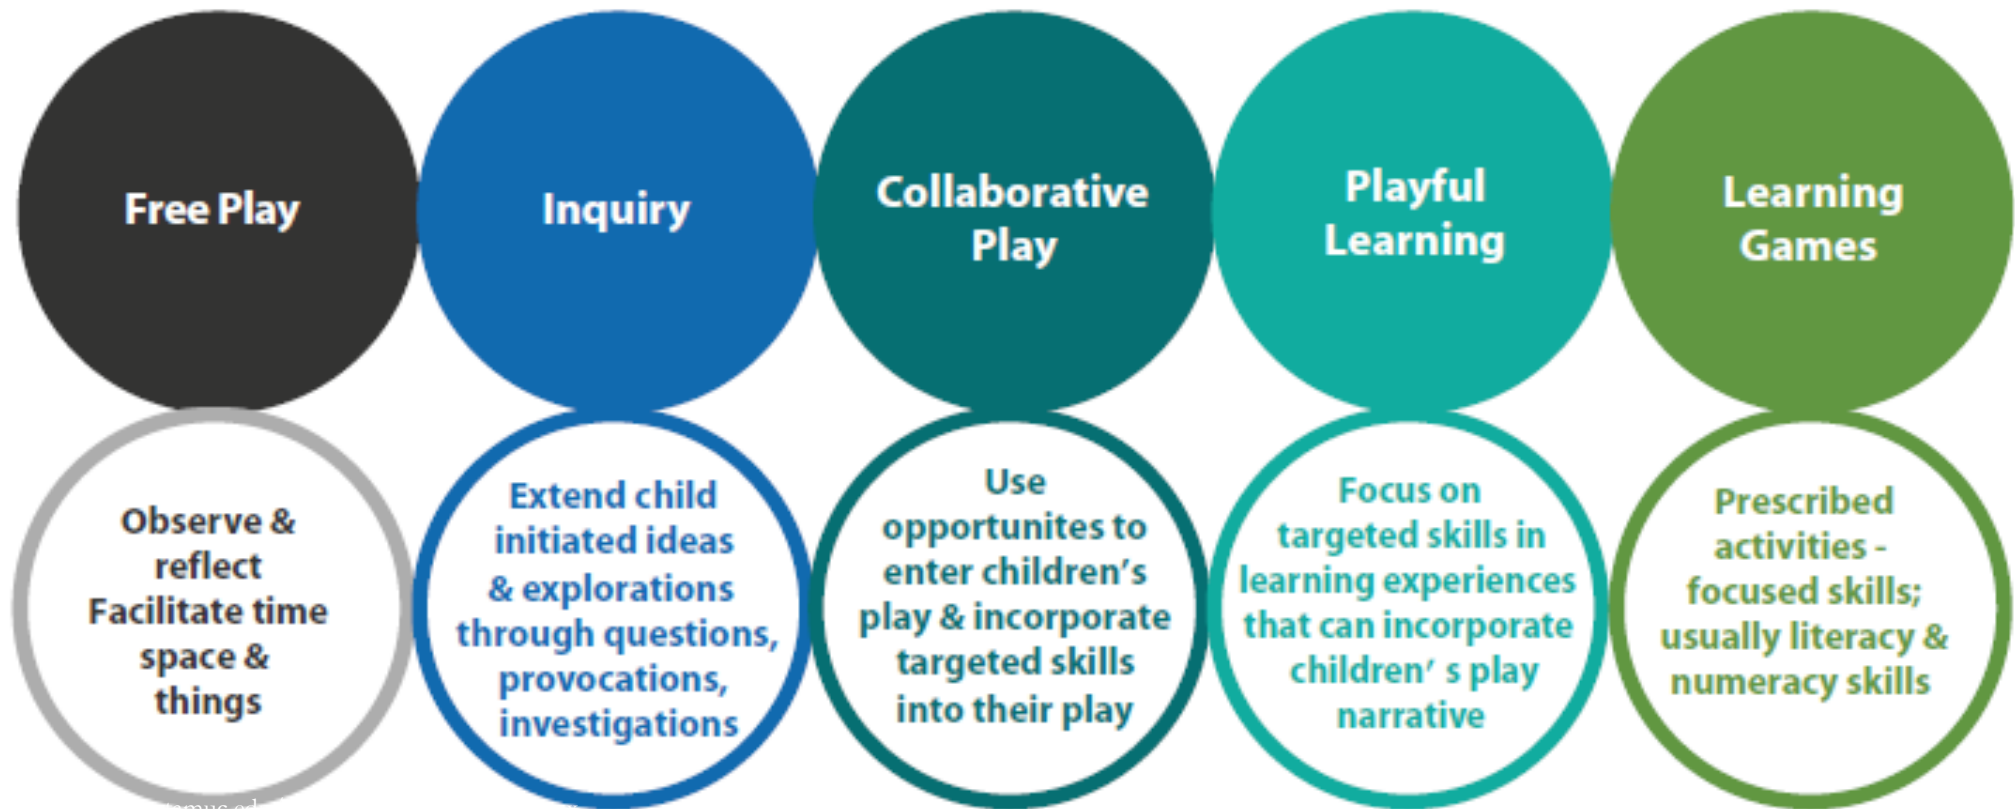 Free Play
Inquiry
Collaborative
Play
Playful
Learning
Learning
Games
Observe &
reflect
Facilitate time
space &
things
Extend child
initiated ideas
& explorations
through questions,
provocations,
investigations
Use
opportunites to
enter children's
play & incorporate
targeted skills
into their play
Focus on
targeted skills in
learning experiences
that can incorporate
children' s play
narrative
Prescribed
activities -
focused skills;
usually literacy &
numeracy skills